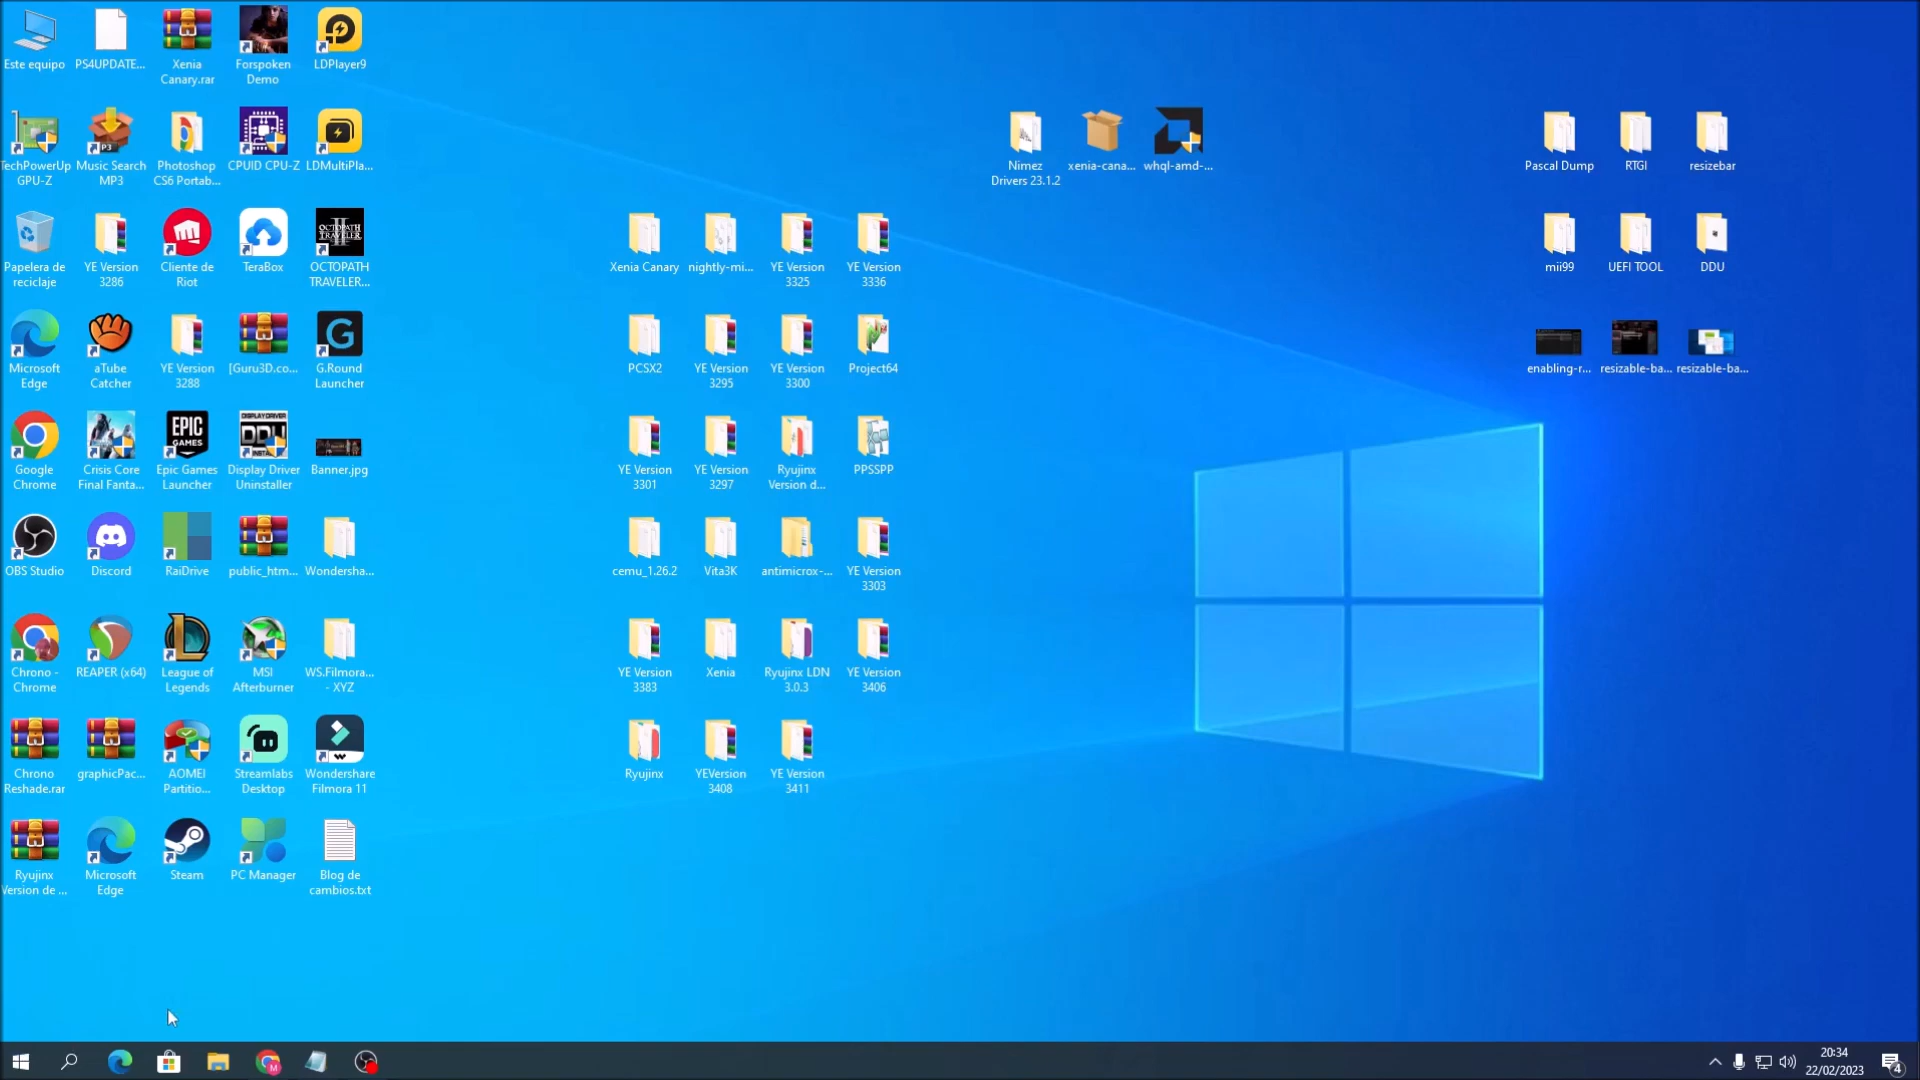 Este equipo
PS4UPDATE...
Xenia
Canary.rar
Forspoken
Demo
LDPlayer9
TechPowerUp
GPU-Z
Music Search
MP3
Photoshop
CS6 Portab...
CPUID CPU-Z
LDMultiPla...
Nimez
Drivers 23.1.2
xenia-cana...
whql-amd-...
Pascal Dump
RTGI
resizebar
Papelera de
reciclaje
YE Version
3286
Cliente de
Riot
TeraBox
OCTOPATH
TRAVELER
II
OCTOPATH
TRAVELER...
Xenia Canary
nightly-mi...
YE Version
3325
YE Version
3336
mii99
UEFI TOOL
DDU
Microsoft
Edge
aTube
Catcher
YE Version
3288
[Guru3D.co...
G
G.Round
Launcher
PCSX2
YE Version
3295
YE Version
3300
Project64
enabling-r...
resizable-ba...
resizable-ba...
Google
Chrome
Crisis Core
Final Fanta...
EPIC
GAMES
Epic Games
Launcher
DISPLAY DRIVER
DDU
Display Driver
Uninstaller
Banner.jpg
YE Version
3301
YE Version
3297
Ryujinx
Version d...
PPSSPP
OBS Studio
Discord
RaiDrive
public_htm...
Wondersha...
cemu_1.26.2
Vita3K
antimicrox-...
YE Version
3303
Chrono -
Chrome
REAPER (x64)
League of
Legends
MSI
Afterburner
WS.Filmora...
- XYZ
YE Version
3383
Xenia
Ryujinx LDN
3.0.3
YE Version
3406
Chrono
Reshade.rar
graphicPac...
AOMEI
Partitio...
Streamlabs
Desktop
Wondershare
Filmora 11
Ryujinx
YEVersion
3408
YE Version
3411
Ryujinx
Version de ...
Microsoft
Edge
Steam
PC Manager
Blog de
cambios.txt
M
20:34
22/02/2023
4